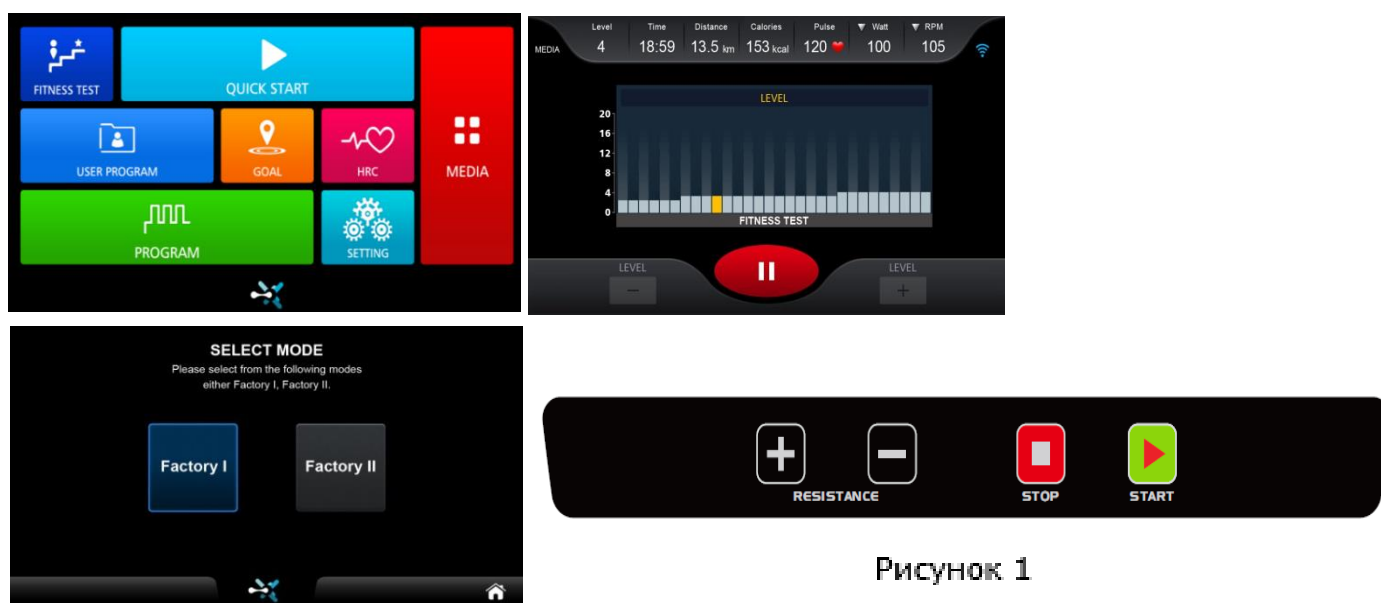 FITNESS TEST
QUICK START
USER PROGRAM
GOAL
HRC
MEDIA
PROGRAM
SETTING
Level Time Distance Calories Pulse ▼ Watt ▼ RPM
MEDIA 4 18:59 13.5 km 153 kcal 120 100 105
LEVEL
20
16
12
8
4
0
FITNESS TEST
LEVEL LEVEL
− +
SELECT MODE
Please select from the following modes
either Factory I, Factory II.
Factory I Factory II
+ −
RESISTANCE STOP START
Рисунок 1